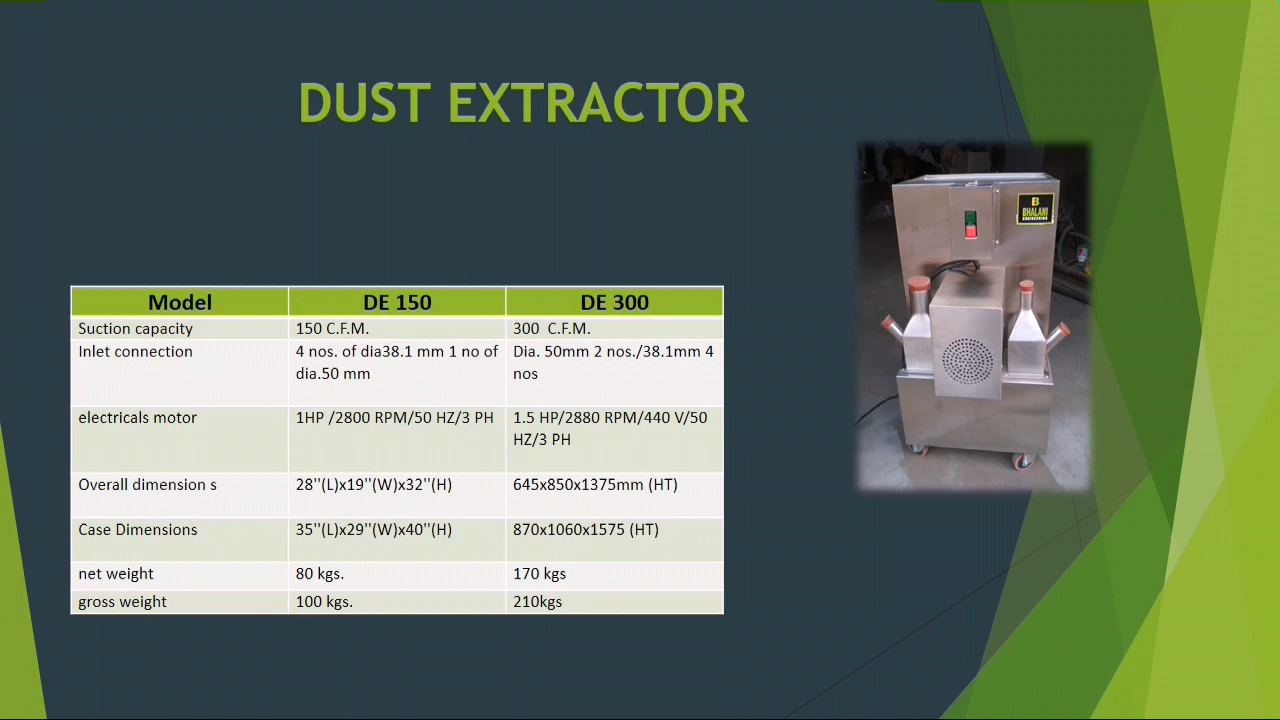 DUST EXTRACTOR
B
BHALANI
ENGINEERING
Model DE 150 DE 300
Suction capacity 150 C.F.M. 300 C.F.M.
Inlet connection 4 nos. of dia38.1 mm 1 no of Dia. 50mm 2 nos./38.1mm 4
dia.50 mm nos
electricals motor 1HP /2800 RPM/50 HZ/3 PH 1.5 HP/2880 RPM/440 V/50
HZ/3 PH
Overall dimension s 28''(L)x19''(W)x32''(H) 645x850x1375mm (HT)
Case Dimensions 35''(L)x29''(W)x40''(H) 870x1060x1575 (HT)
net weight 80 kgs. 170 kgs
gross weight 100 kgs. 210kgs